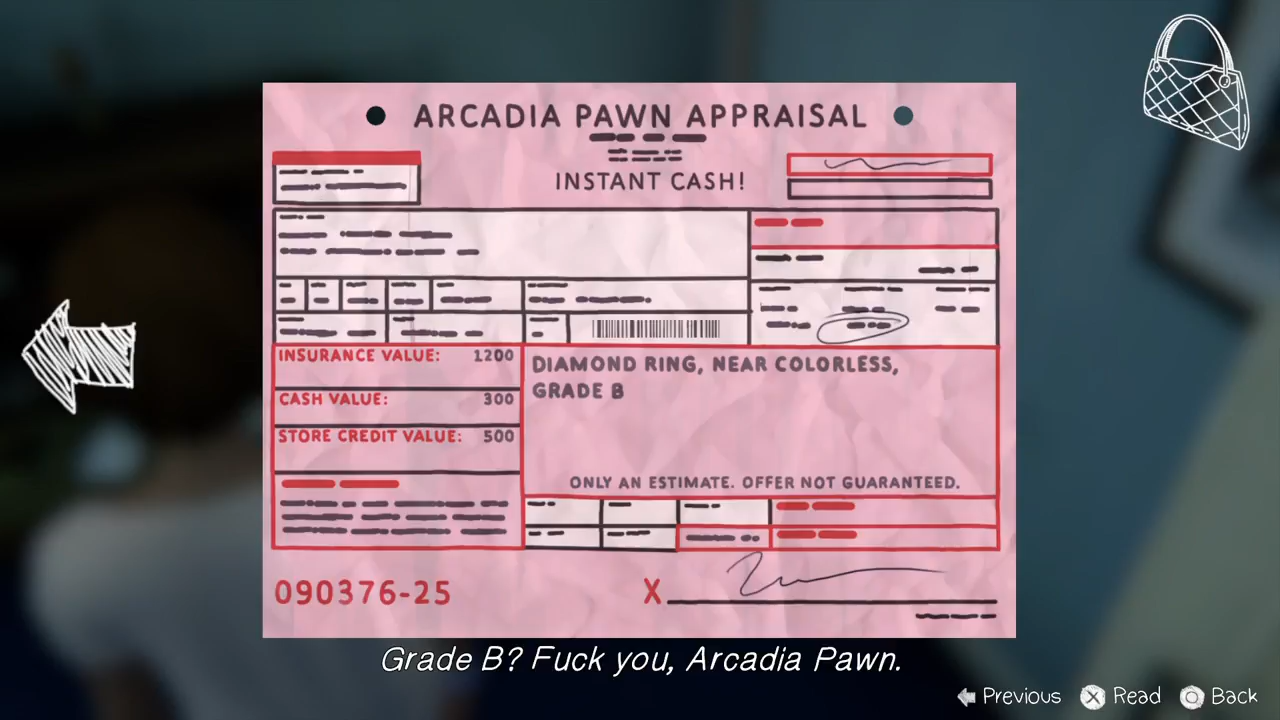 ARCADIA PAWN APPRAISAL
INSTANT CASH!
INSURANCE VALUE: 1200
CASH VALUE: 300
STORE CREDIT VALUE: 500
DIAMOND RING, NEAR COLORLESS,
GRADE B
ONLY AN ESTIMATE. OFFER NOT GUARANTEED.
090376-25
X
Grade B? Fuck you, Arcadia Pawn.
Previous
Read
Back